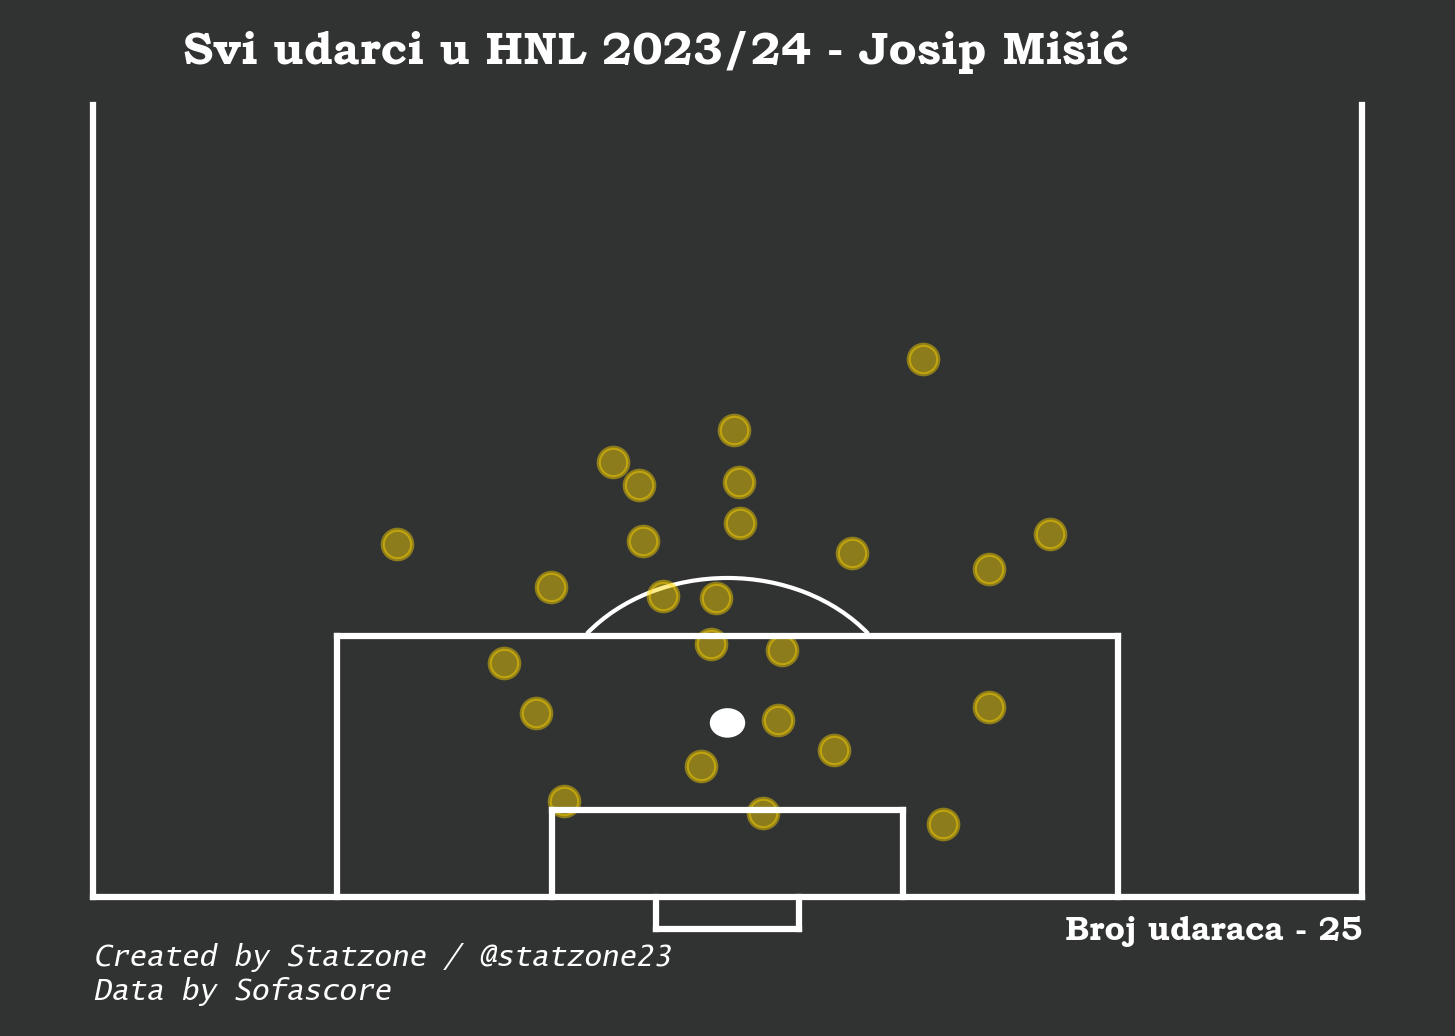 Svi udarci u HNL 2023/24 - Josip Mišić
Broj udaraca - 25
Created by Statzone / @statzone23
Data by Sofascore